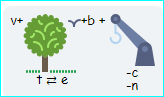 v+ +b +
t ⇄ e
-c
-n